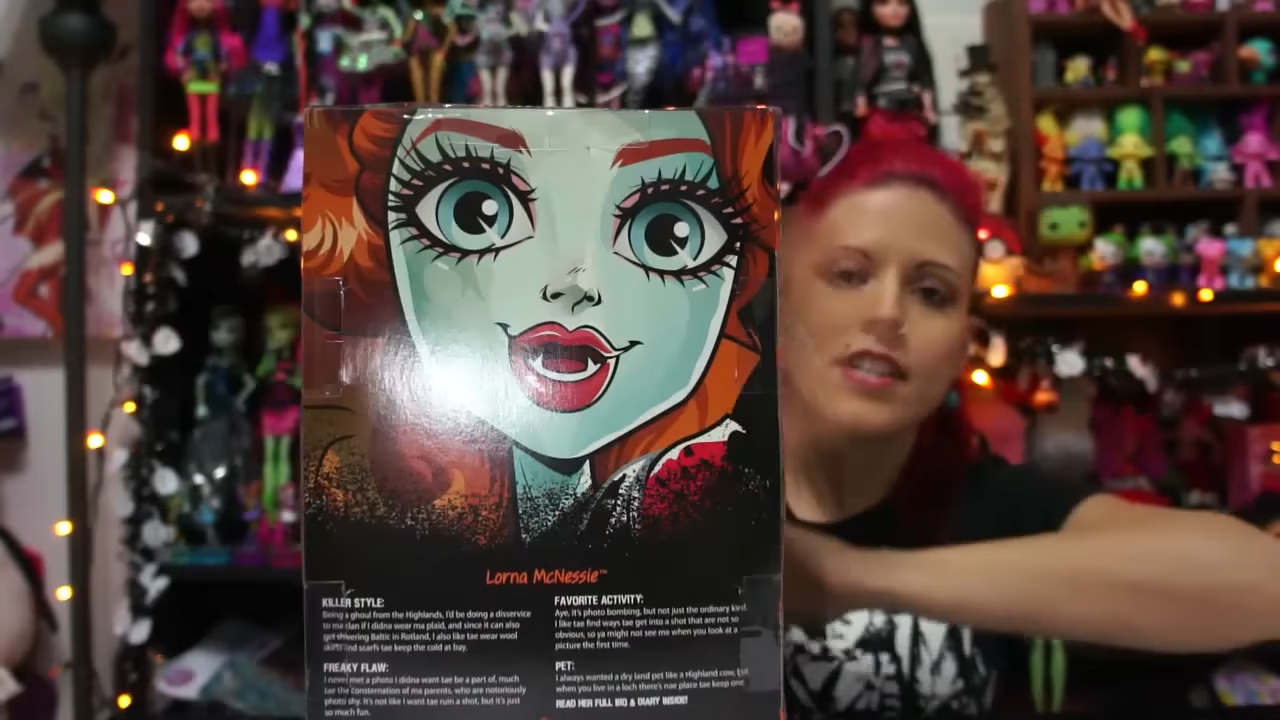 Lorna McNessie™
KILLER STYLE:
Being a ghoul from the Highlands, I'd be doing a disservice
to ma clan if I didna wear ma plaid, and since it can also
get shivering Baltic in Rotland, I also like tae wear wool
skirts and scarfs tae keep the cold at bay.
FREAKY FLAW:
I never met a photo I didna want tae be a part of, much
tae the consternation of ma parents, who are notoriously
photo shy. It's not like I want tae ruin a shot, but it's just
so much fun.
FAVORITE ACTIVITY:
Aye, it's photo bombing, but not just the ordinary kind.
I like tae find ways tae get into a shot that are not so
obvious, so ya might not see me when you look at a
picture the first time.
PET:
I always wanted a dry land pet like a Highland cow, but
when you live in a loch there's nae place tae keep one.
READ HER FULL BIO & DIARY INSIDE!